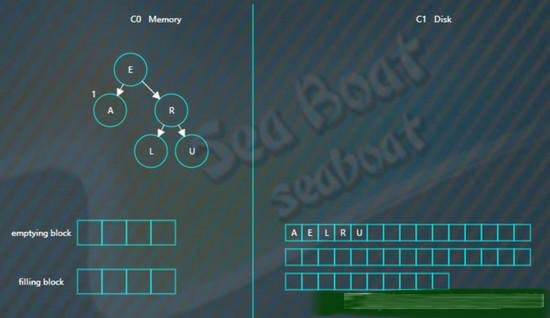 C0 Memory
C1 Disk
E
1
A
R
L
U
Sea Boat
seaboat
emptying block
A E L R U
filling block